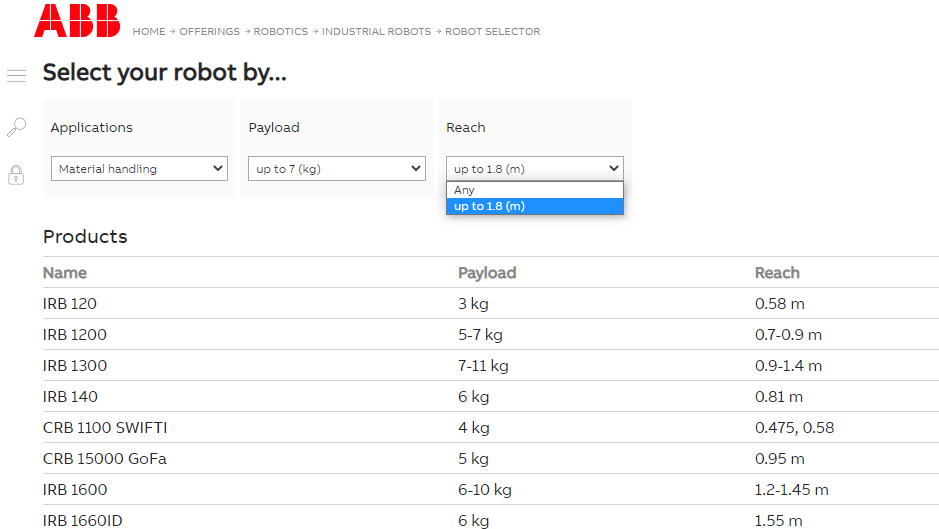 ABB
HOME → OFFERINGS → ROBOTICS → INDUSTRIAL ROBOTS → ROBOT SELECTOR
Select your robot by...
Applications Payload Reach
Material handling up to 7 (kg) up to 1.8 (m)
Any
up to 1.8 (m)
Products
Name Payload Reach
IRB 120 3 kg 0.58 m
IRB 1200 5-7 kg 0.7-0.9 m
IRB 1300 7-11 kg 0.9-1.4 m
IRB 140 6 kg 0.81 m
CRB 1100 SWIFTI 4 kg 0.475, 0.58
CRB 15000 GoFa 5 kg 0.95 m
IRB 1600 6-10 kg 1.2-1.45 m
IRB 1660ID 6 kg 1.55 m